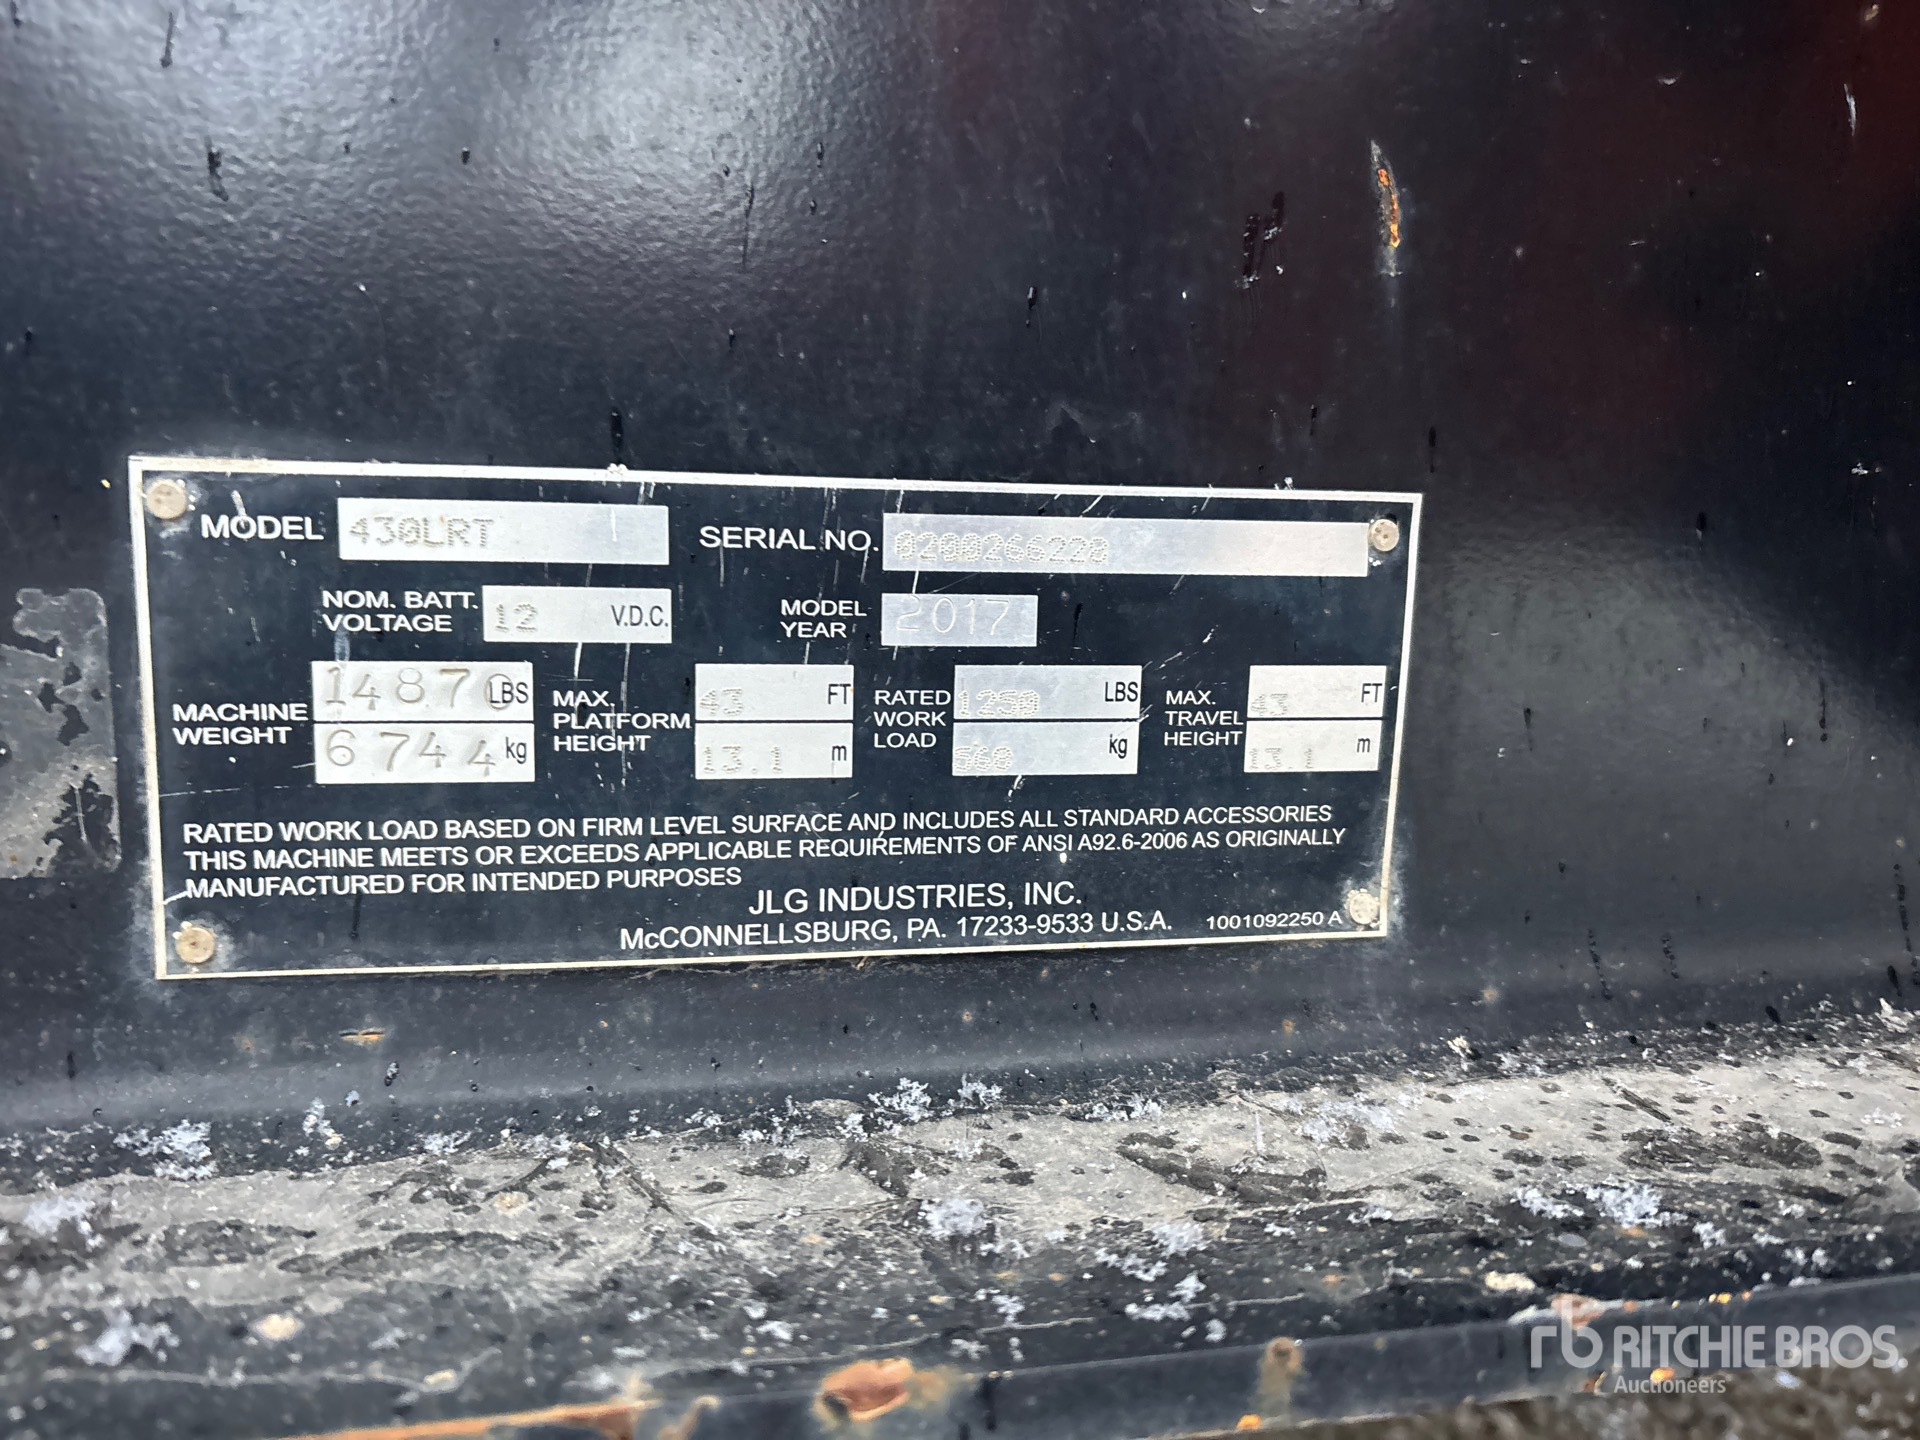 MODEL 430LRT SERIAL NO. 0200266228
NOM. BATT. VOLTAGE 12 V.D.C. MODEL YEAR 2017
MACHINE WEIGHT 14870 LBS 6744 kg MAX. PLATFORM HEIGHT 43 FT 13.1 m RATED WORK LOAD 1250 LBS 568 kg MAX. TRAVEL HEIGHT 43 FT 13.1 m
RATED WORK LOAD BASED ON FIRM LEVEL SURFACE AND INCLUDES ALL STANDARD ACCESSORIES
THIS MACHINE MEETS OR EXCEEDS APPLICABLE REQUIREMENTS OF ANSI A92.6-2006 AS ORIGINALLY
MANUFACTURED FOR INTENDED PURPOSES
JLG INDUSTRIES, INC.
McCONNELLSBURG, PA. 17233-9533 U.S.A. 1001092250 A
rb RITCHIE BROS.
Auctioneers